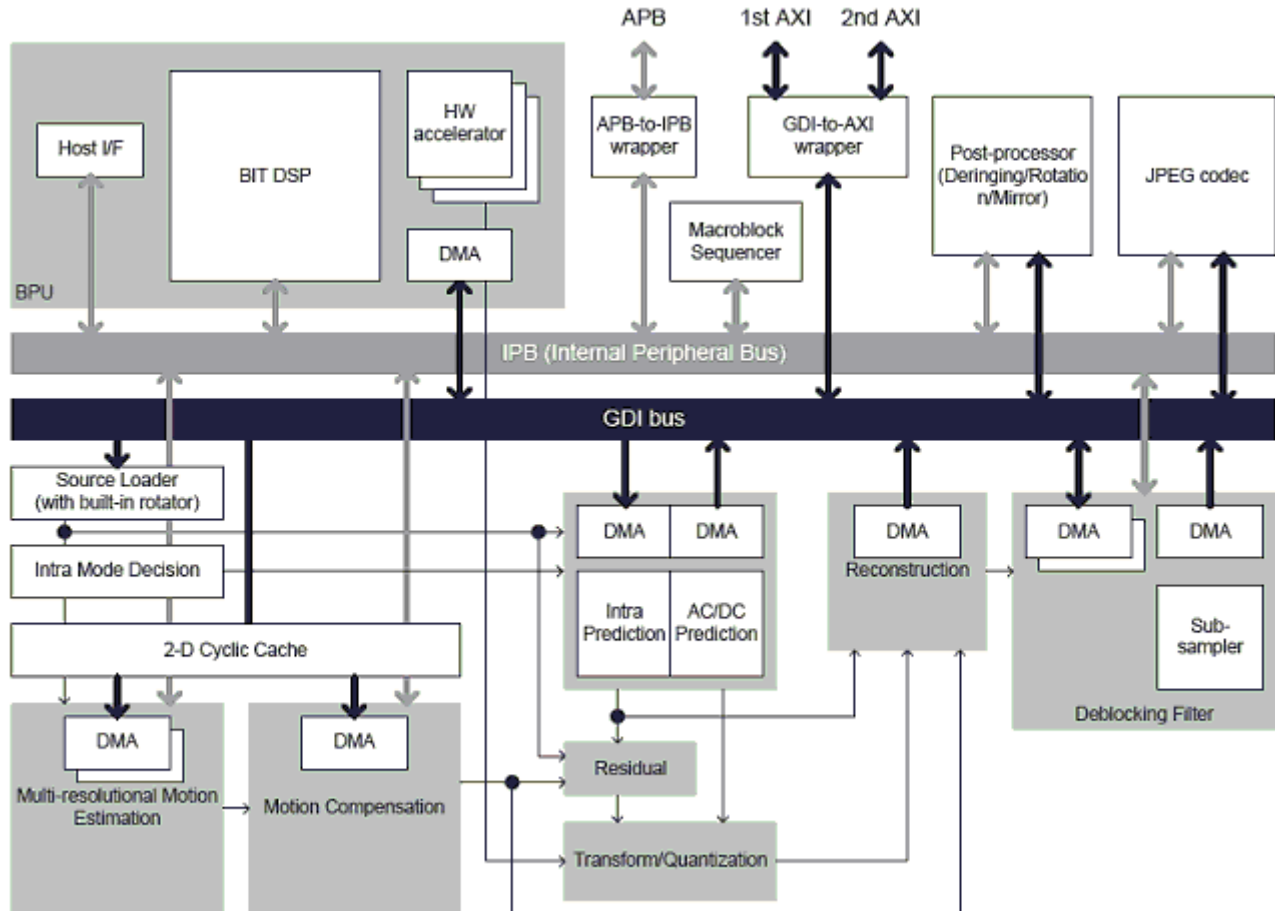 APB
1st AXI
2nd AXI
Host I/F
BIT DSP
HW
accelerator
DMA
BPU
APB-to-IPB
wrapper
GDI-to-AXI
wrapper
Macroblock
Sequencer
Post-processor
(Deringing/Rotatio
n/Mirror)
JPEG codec
IPB (Internal Peripheral Bus)
GDI bus
Source Loader
(with built-in rotator)
Intra Mode Decision
2-D Cyclic Cache
DMA
Multi-resolutional Motion
Estimation
DMA
Motion Compensation
DMA
DMA
Intra
Prediction
AC/DC
Prediction
Residual
Transform/Quantization
DMA
Reconstruction
DMA
DMA
Sub-
sampler
Deblocking Filter